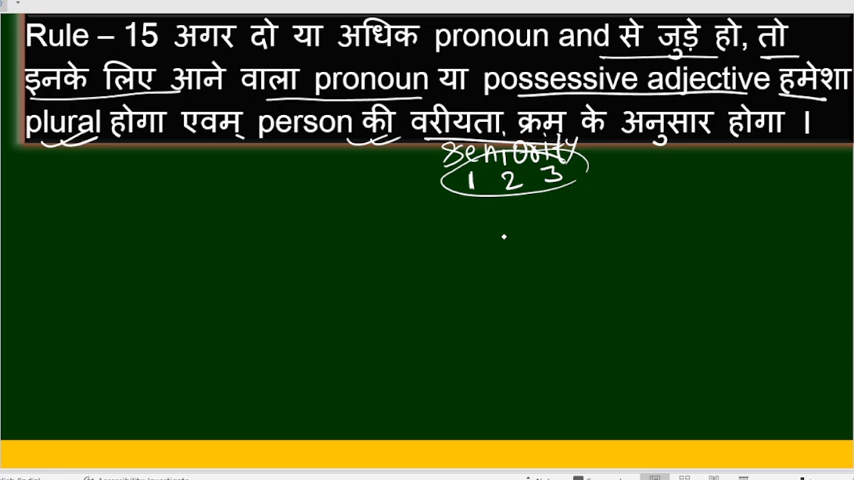 Rule – 15 अगर दो या अधिक pronoun and से जुड़े हो, तो
इनके लिए आने वाला pronoun या possessive adjective हमेशा
plural होगा एवम् person की वरीयता क्रम के अनुसार होगा ।
seniority
1 2 3